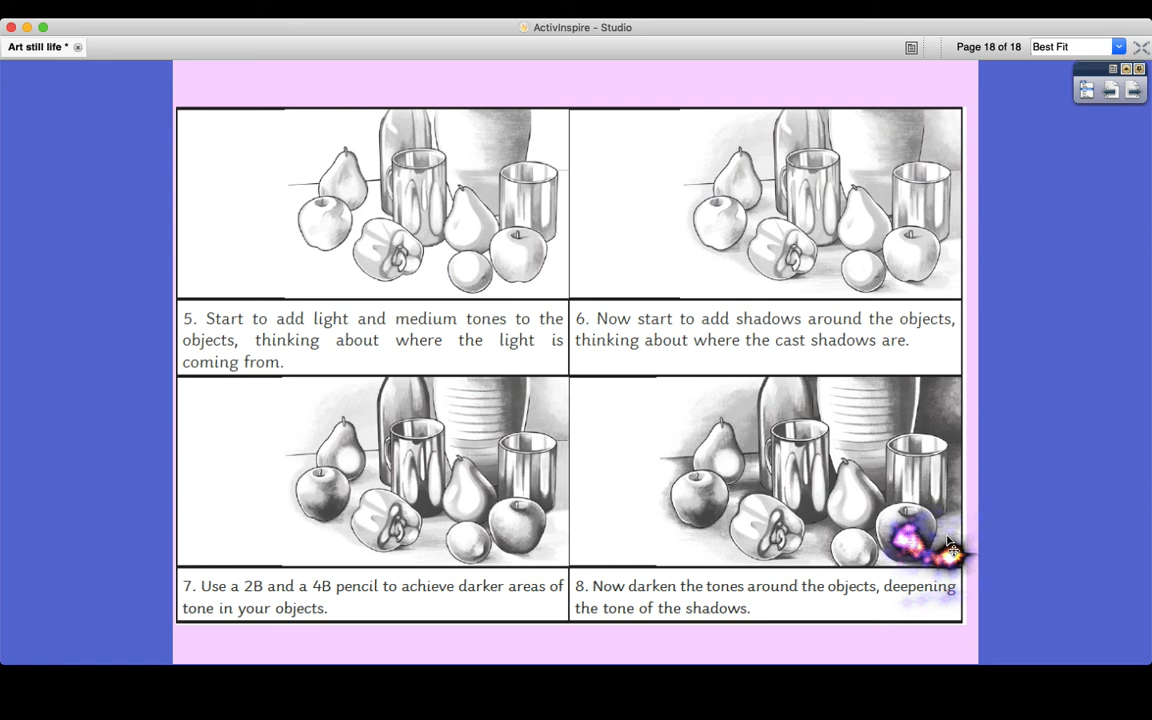 ActivInspire - Studio
Art still life *
Page 18 of 18
Best Fit
5. Start to add light and medium tones to the
objects, thinking about where the light is
coming from.
6. Now start to add shadows around the objects,
thinking about where the cast shadows are.
7. Use a 2B and a 4B pencil to achieve darker areas of
tone in your objects.
8. Now darken the tones around the objects, deepening
the tone of the shadows.